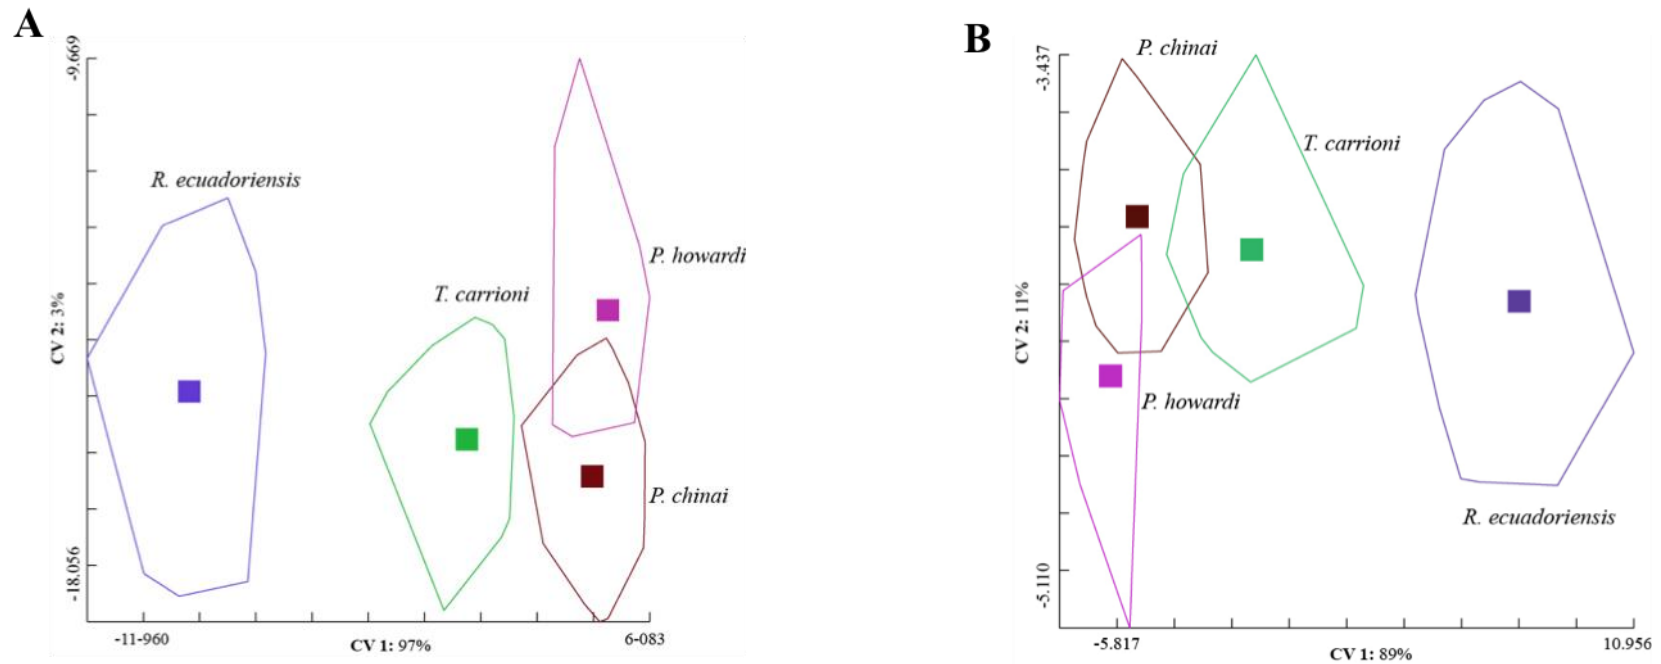 A
-9.669
CV 2: 3%
-18.056
R. ecuadoriensis
T. carrioni
P. howardi
P. chinai
-11-960
CV 1: 97%
6-083
B
-3.437
CV 2: 11%
-5.110
P. chinai
T. carrioni
P. howardi
R. ecuadoriensis
-5.817
CV 1: 89%
10.956